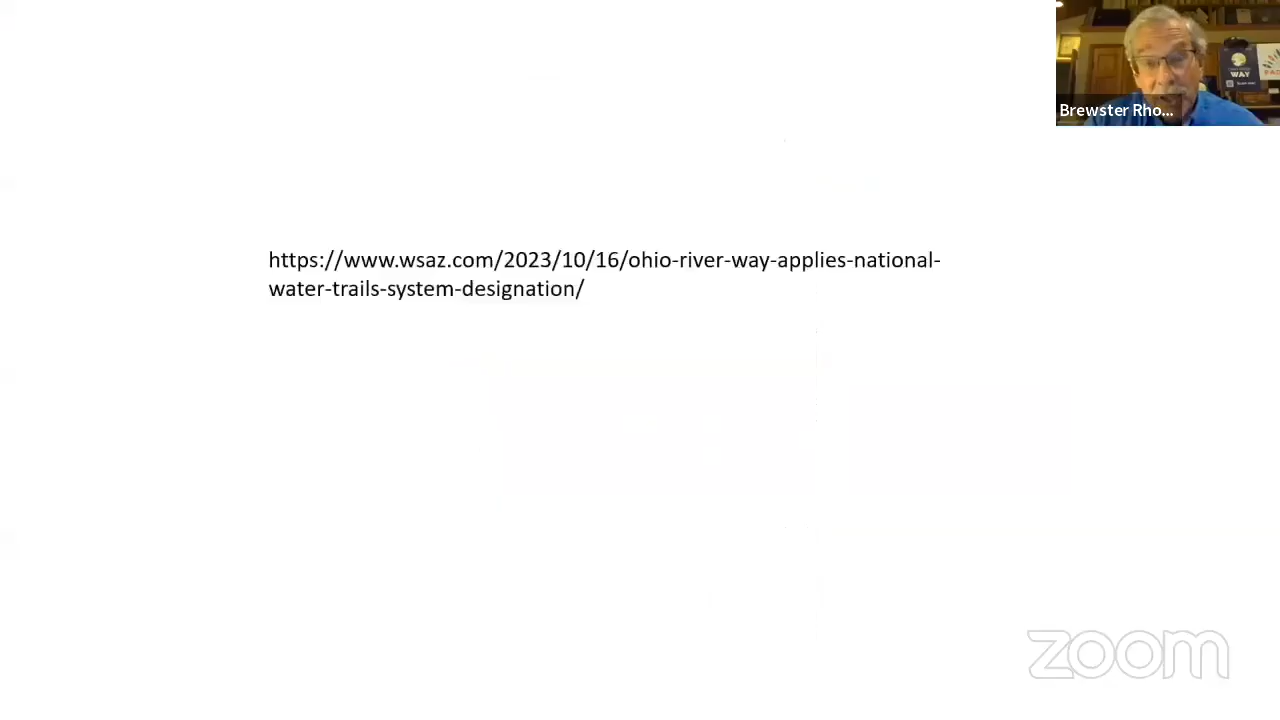 WAY
Brewster Rho...
https://www.wsaz.com/2023/10/16/ohio-river-way-applies-national-
water-trails-system-designation/
zoom